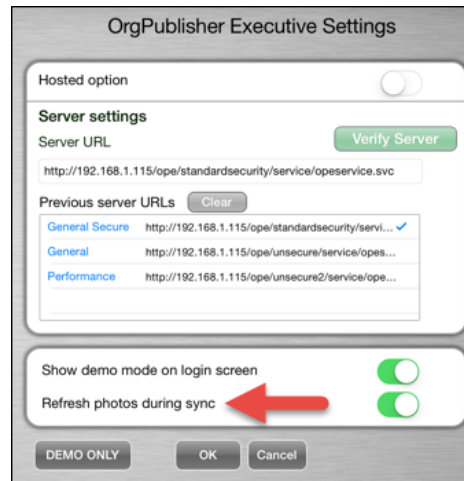 OrgPublisher Executive Settings
Hosted option
Server settings
Server URL
Verify Server
http://192.168.1.115/ope/standardsecurity/service/opeservice.svc
Previous server URLs Clear
General Secure http://192.168.1.115/ope/standardsecurity/servi...
General http://192.168.1.115/ope/unsecure/service/opes...
Performance http://192.168.1.115/ope/unsecure2/service/ope...
Show demo mode on login screen
Refresh photos during sync
DEMO ONLY OK Cancel